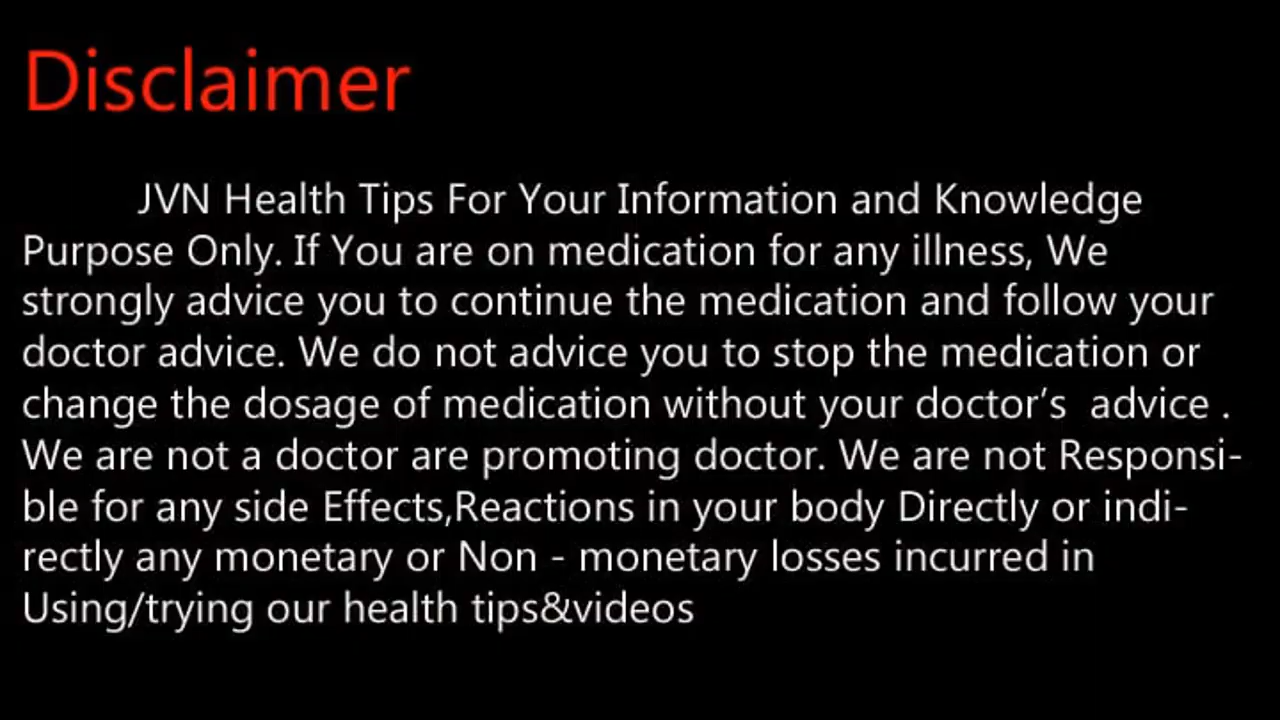 Disclaimer
JVN Health Tips For Your Information and Knowledge
Purpose Only. If You are on medication for any illness, We
strongly advice you to continue the medication and follow your
doctor advice. We do not advice you to stop the medication or
change the dosage of medication without your doctor’s  advice .
We are not a doctor are promoting doctor. We are not Responsi-
ble for any side Effects,Reactions in your body Directly or indi-
rectly any monetary or Non - monetary losses incurred in
Using/trying our health tips&videos